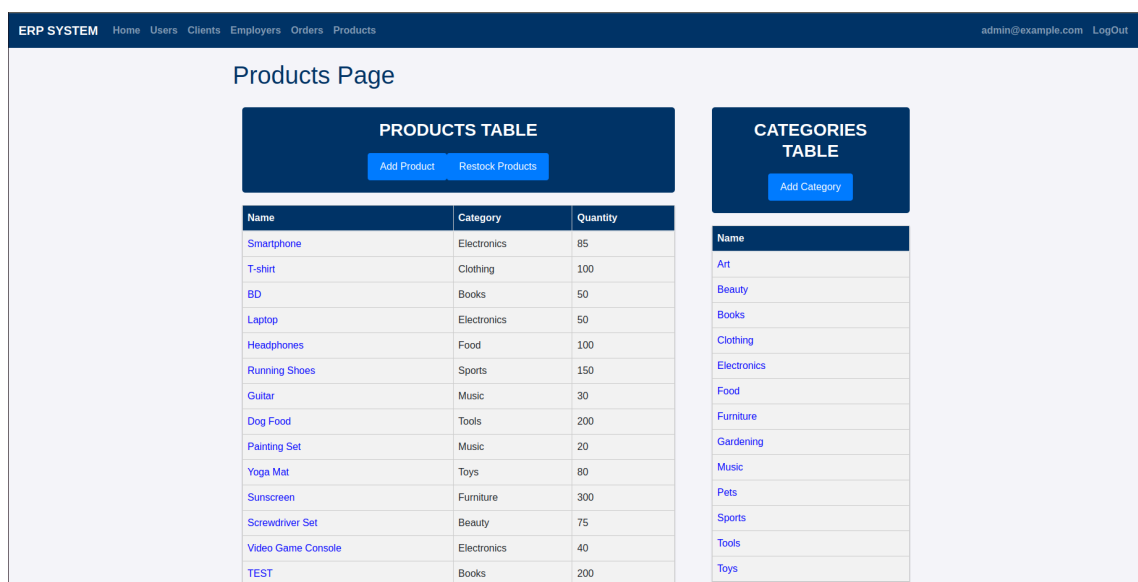 ERP SYSTEM Home Users Clients Employers Orders Products admin@example.com LogOut
Products Page
PRODUCTS TABLE
Add Product Restock Products
Name Category Quantity
Smartphone Electronics 85
T-shirt Clothing 100
BD Books 50
Laptop Electronics 50
Headphones Food 100
Running Shoes Sports 150
Guitar Music 30
Dog Food Tools 200
Painting Set Music 20
Yoga Mat Toys 80
Sunscreen Furniture 300
Screwdriver Set Beauty 75
Video Game Console Electronics 40
TEST Books 200
CATEGORIES
TABLE
Add Category
Name
Art
Beauty
Books
Clothing
Electronics
Food
Furniture
Gardening
Music
Pets
Sports
Tools
Toys